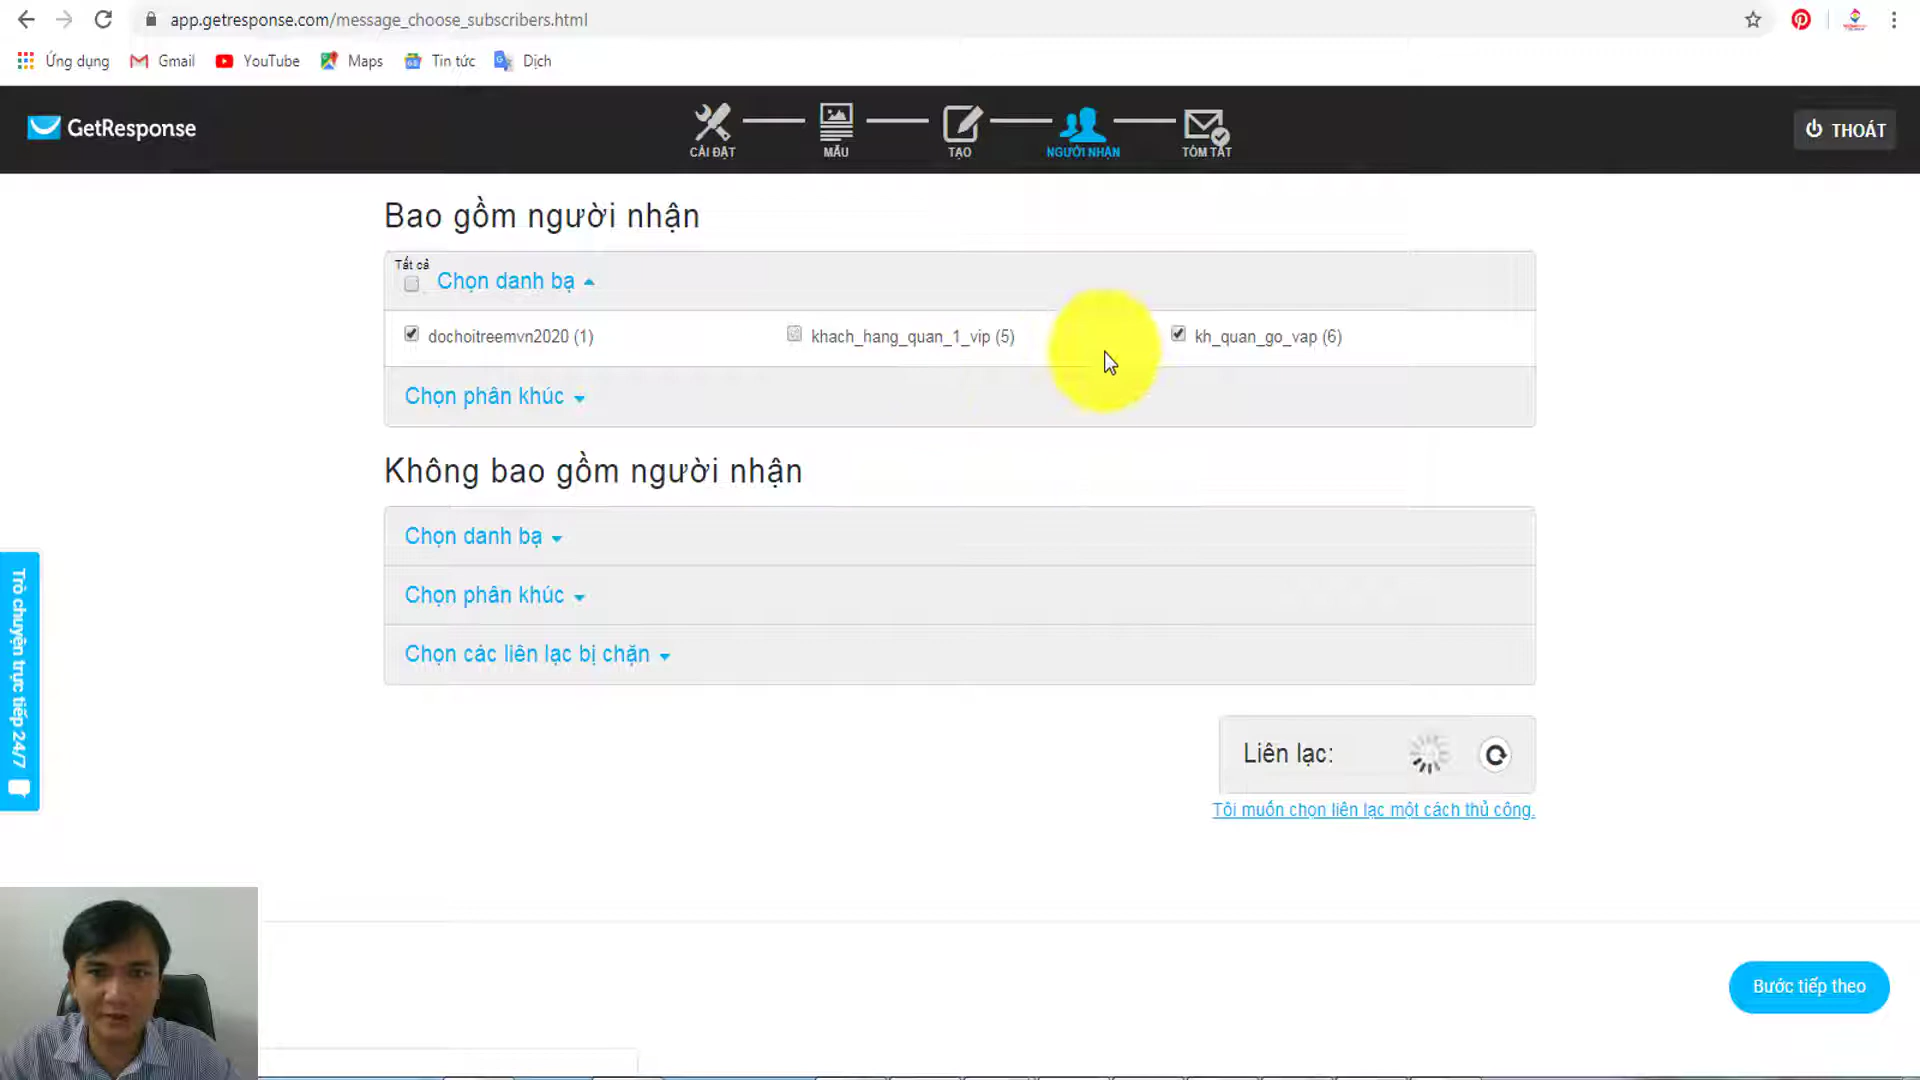 app.getresponse.com/message_choose_subscribers.html
Ứng dụng Gmail YouTube Maps Tin tức Dịch
GetResponse
CÀI ĐẶT MẪU TẠO NGƯỜI NHẬN TÓM TẮT
THOÁT
Bao gồm người nhận
Tất cả
Chọn danh bạ
dochoitreemvn2020 (1) khach_hang_quan_1_vip (5) kh_quan_go_vap (6)
Chọn phân khúc
Không bao gồm người nhận
Chọn danh bạ
Chọn phân khúc
Chọn các liên lạc bị chặn
Trò chuyện trực tiếp 24/7
Liên lạc:
Tôi muốn chọn liên lạc một cách thủ công.
Bước tiếp theo